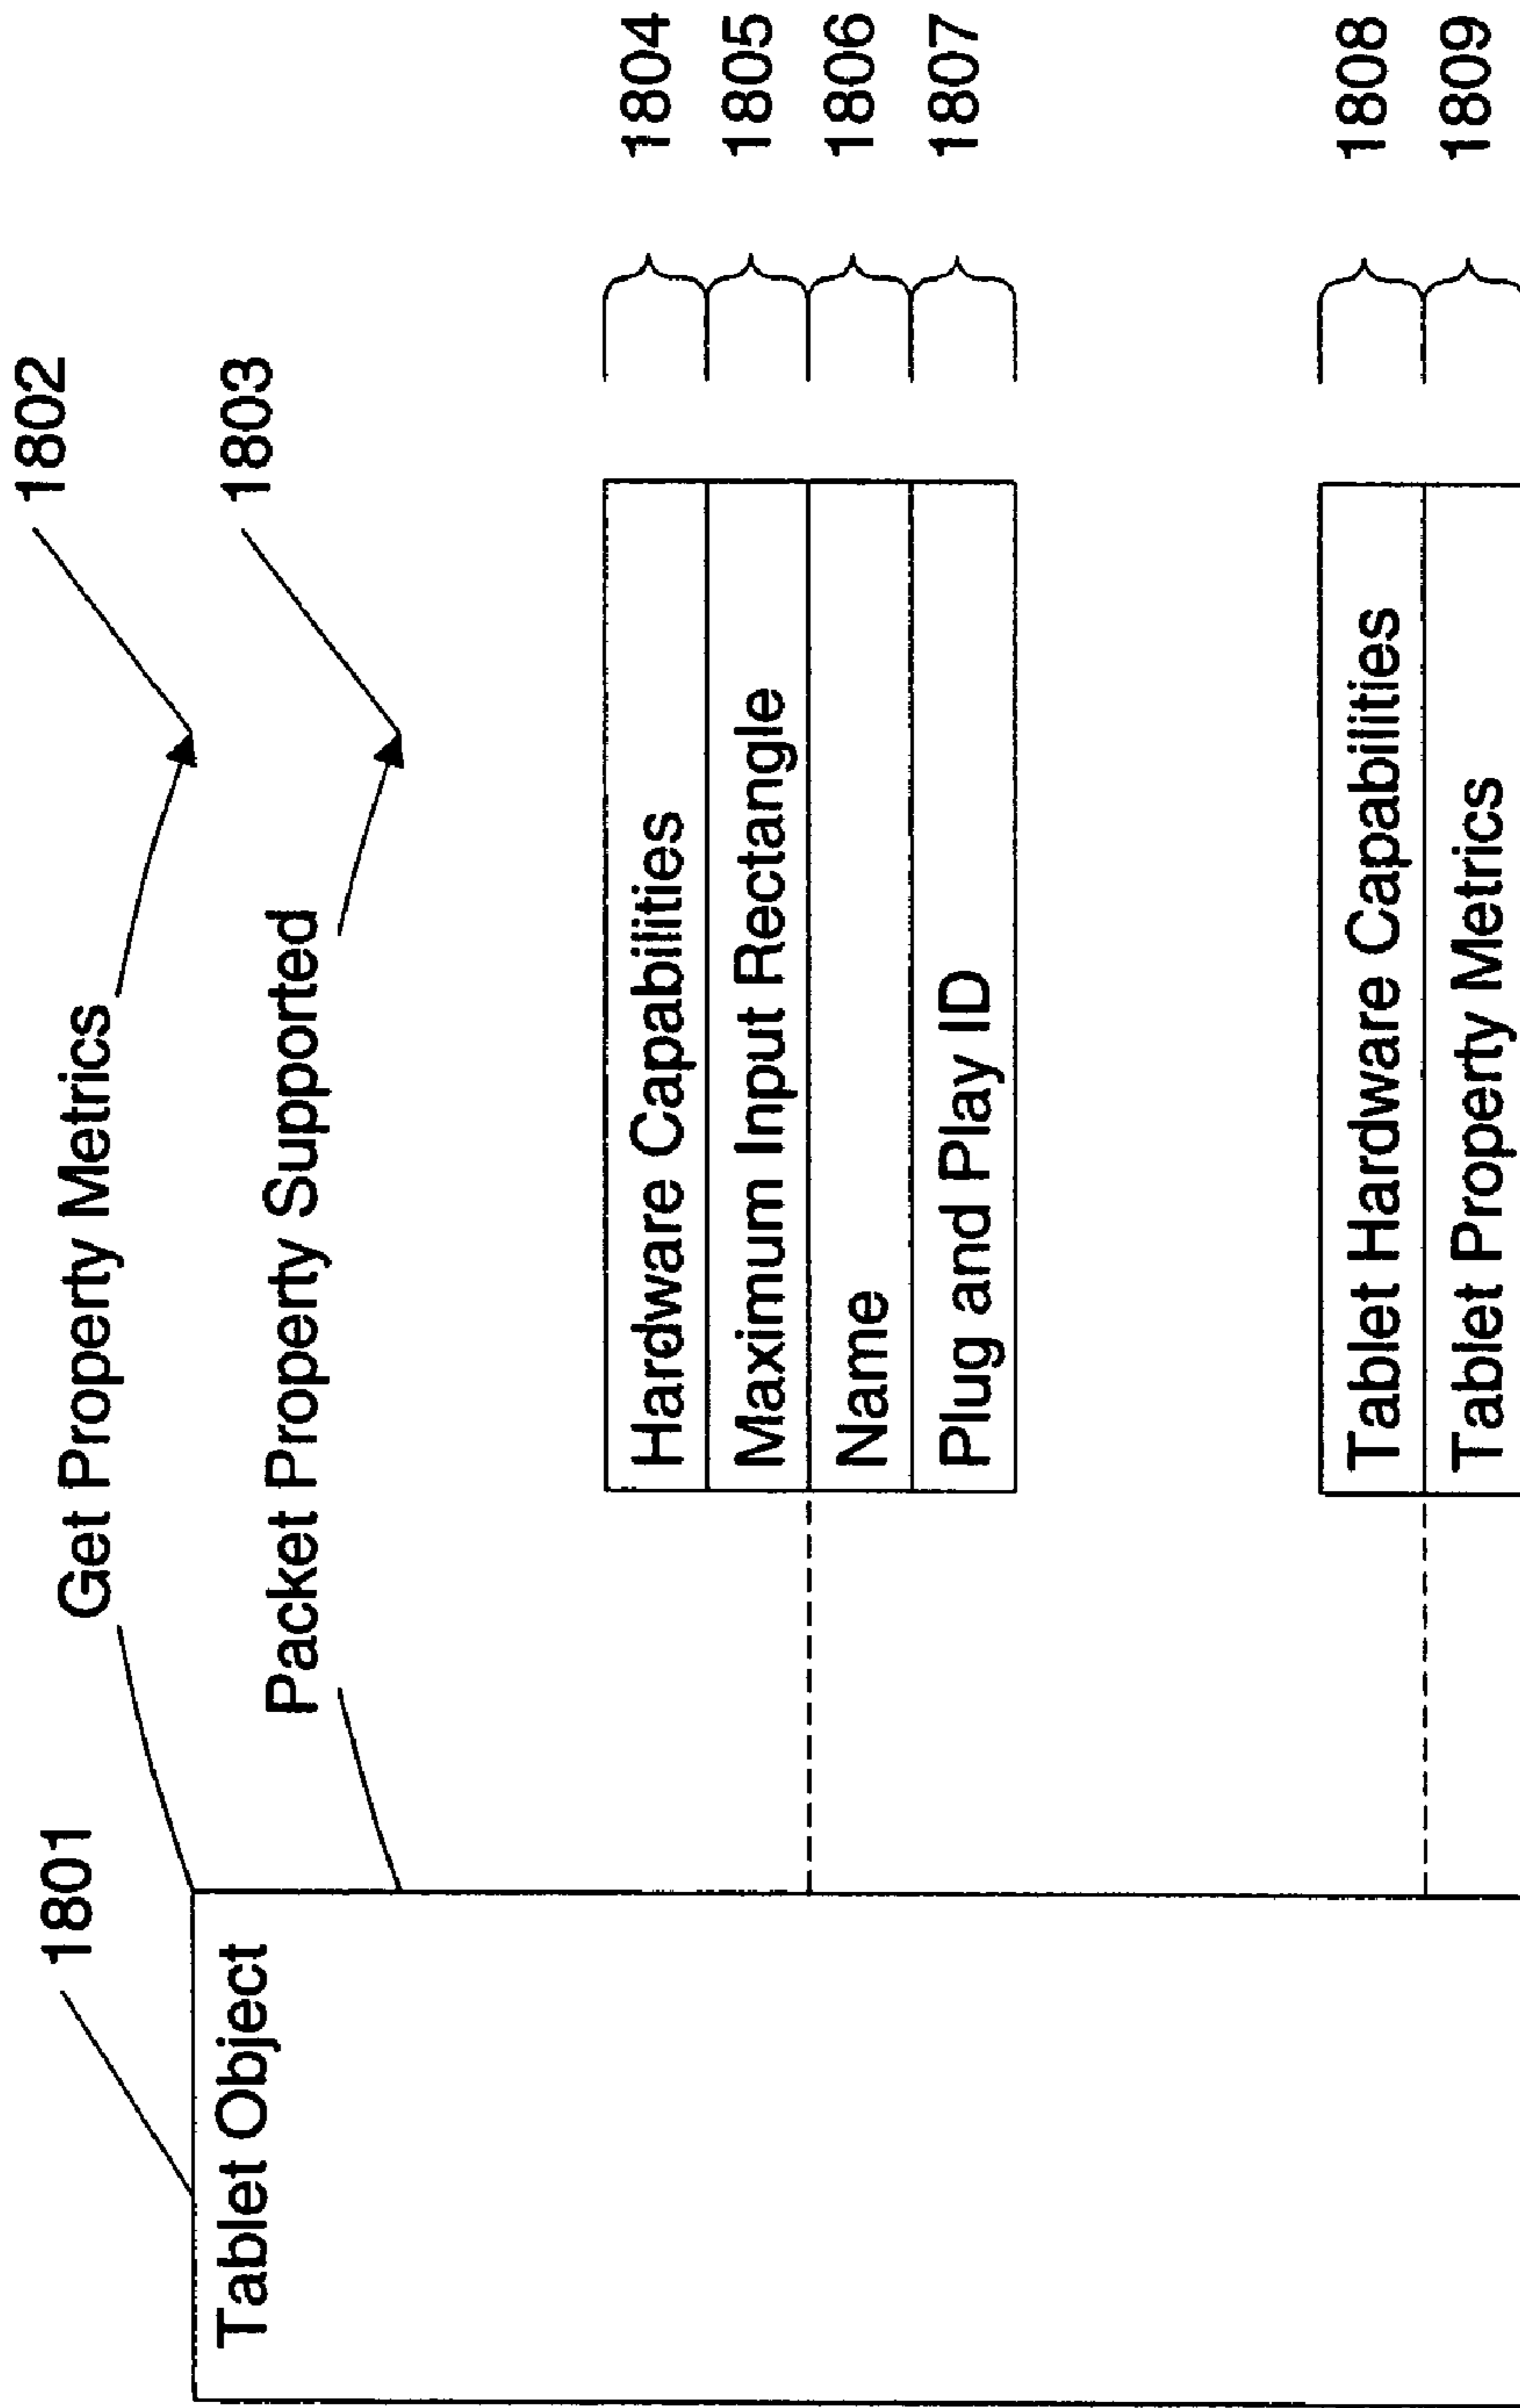 1801
1802
Get Property Metrics
Tablet Object
1803
Packet Property Supported
Hardware Capabilities
1804
Maximum Input Rectangle
1805
Name
1806
Plug and Play ID
1807
Tablet Hardware Capabilities
1808
Tablet Property Metrics
1809